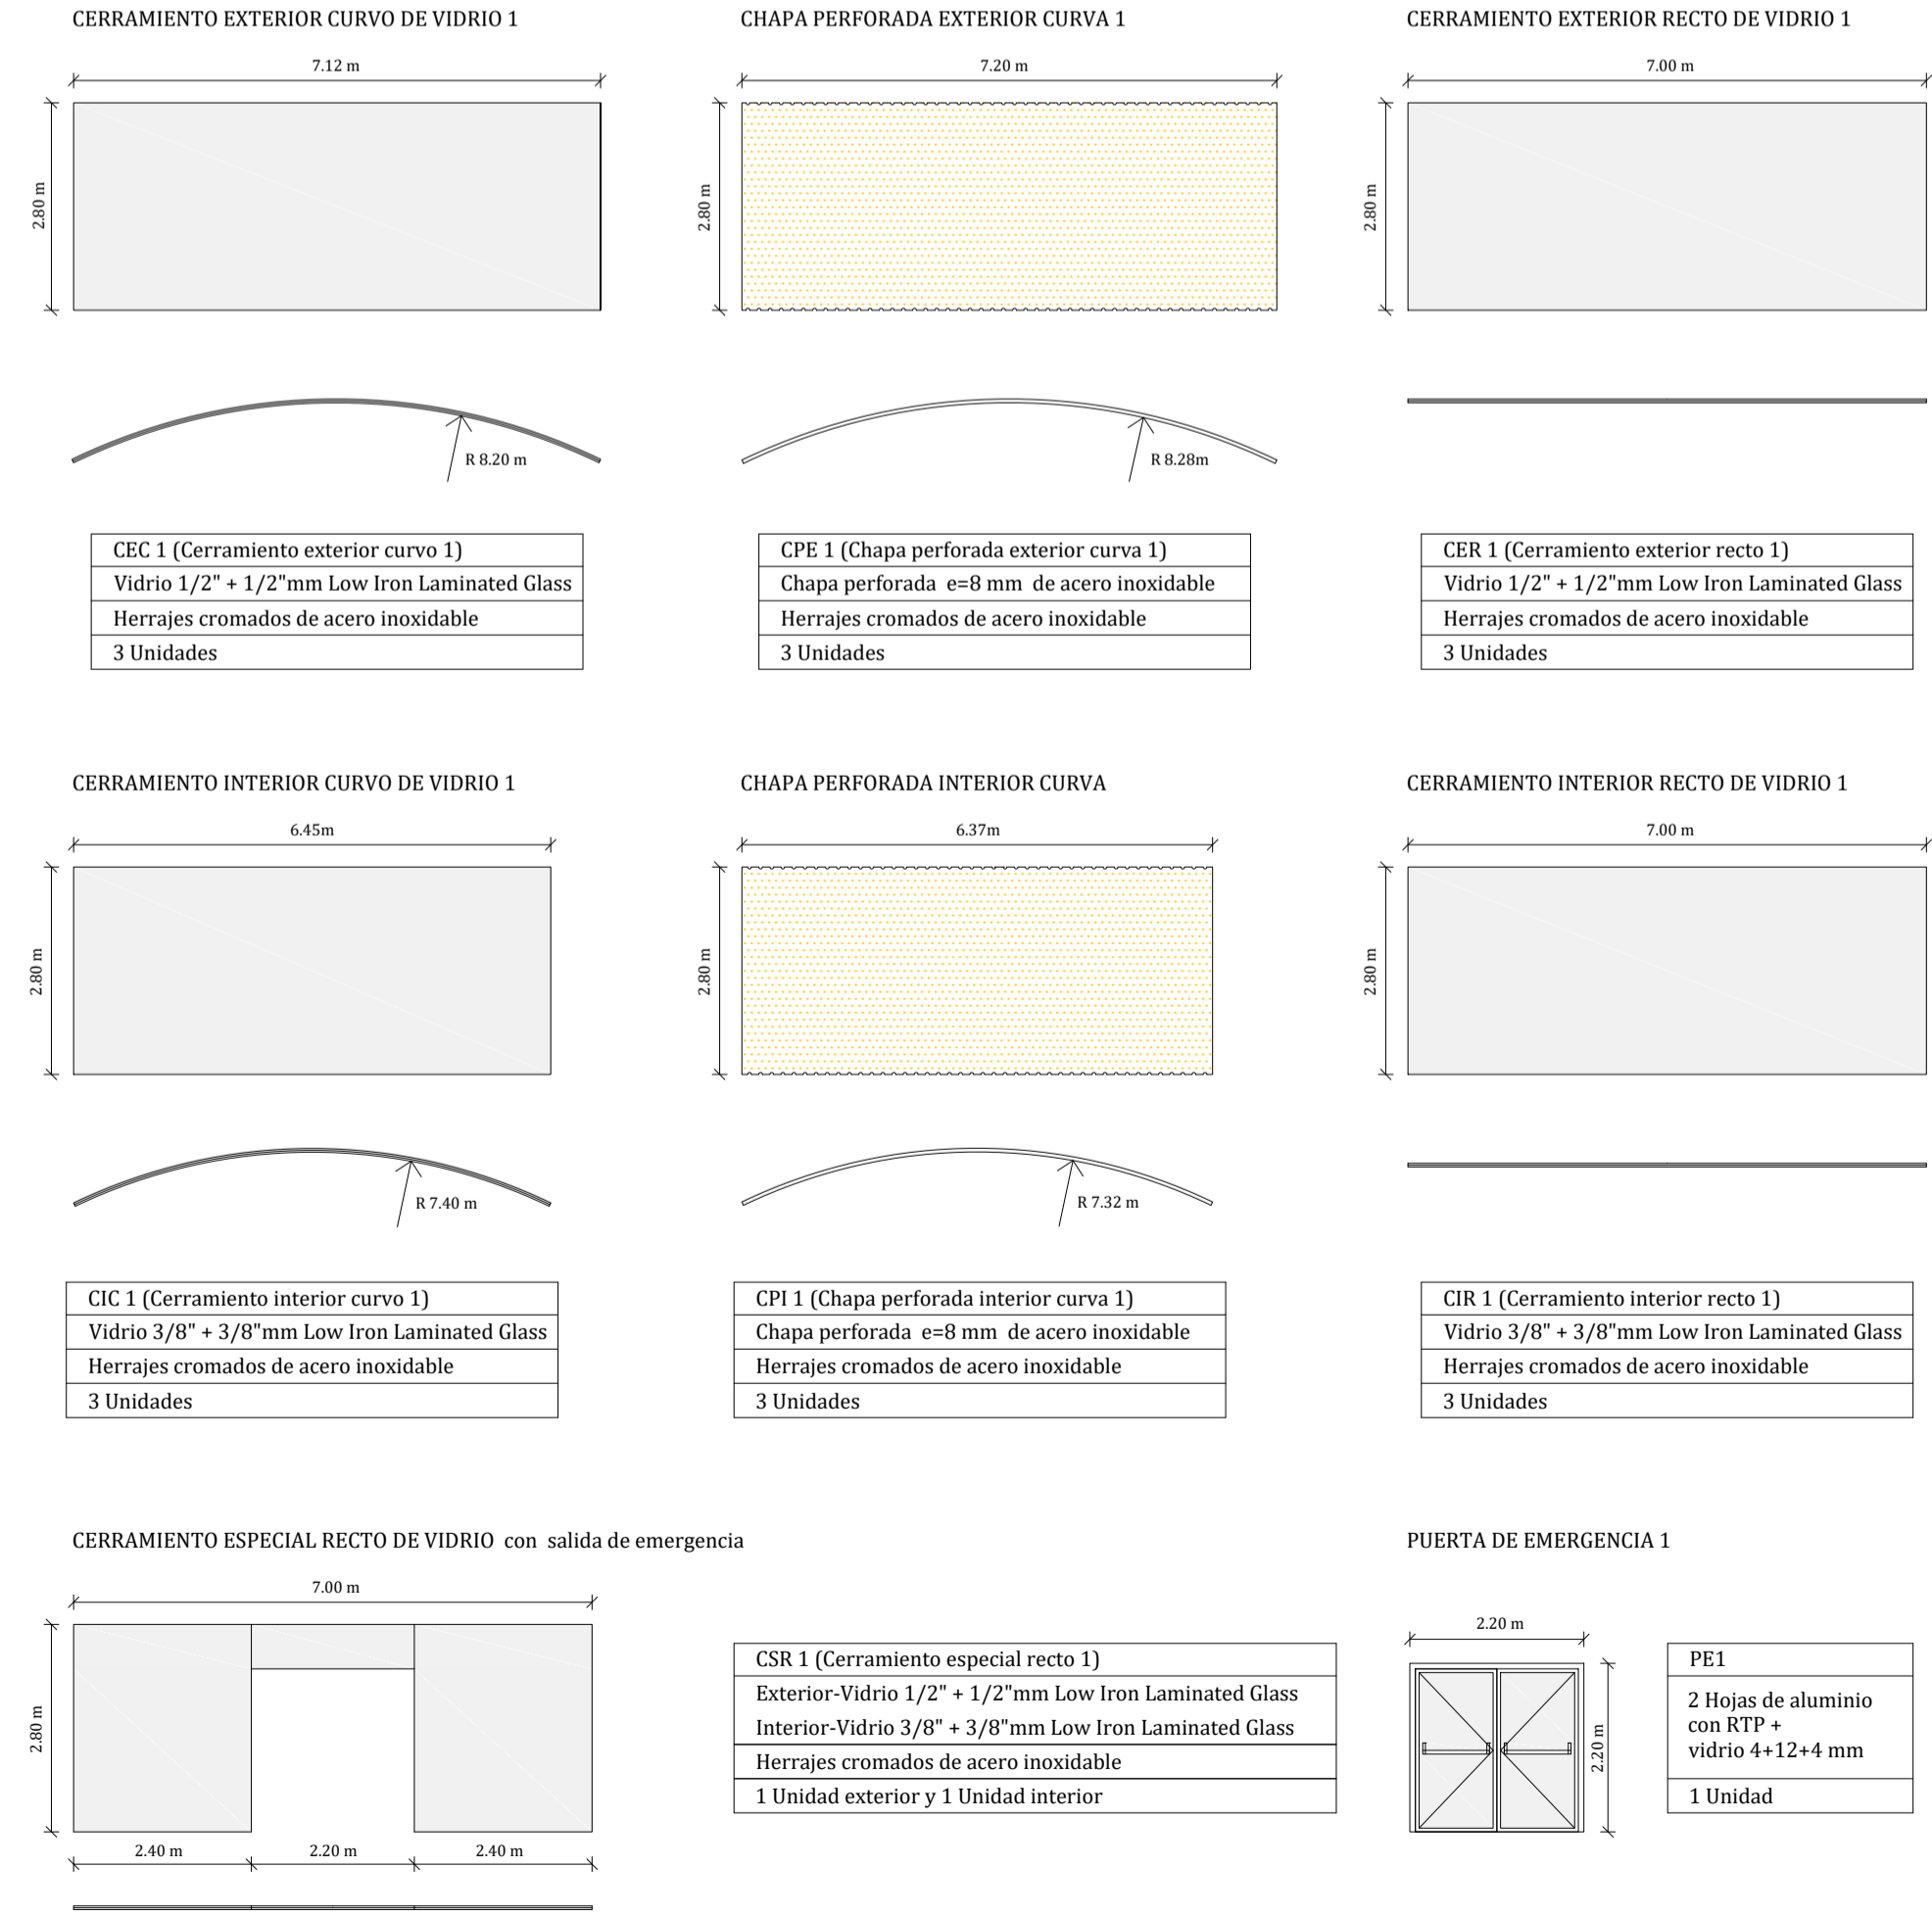 CERRAMIENTO EXTERIOR CURVO DE VIDRIO 1
7.12 m
2.80 m
R 8.20 m
CEC 1 (Cerramiento exterior curvo 1)
Vidrio 1/2" + 1/2"mm Low Iron Laminated Glass
Herrajes cromados de acero inoxidable
3 Unidades
CHAPA PERFORADA EXTERIOR CURVA 1
7.20 m
2.80 m
R 8.28m
CPE 1 (Chapa perforada exterior curva 1)
Chapa perforada e=8 mm de acero inoxidable
Herrajes cromados de acero inoxidable
3 Unidades
CERRAMIENTO EXTERIOR RECTO DE VIDRIO 1
7.00 m
2.80 m
CER 1 (Cerramiento exterior recto 1)
Vidrio 1/2" + 1/2"mm Low Iron Laminated Glass
Herrajes cromados de acero inoxidable
3 Unidades
CERRAMIENTO INTERIOR CURVO DE VIDRIO 1
6.45m
2.80 m
R 7.40 m
CIC 1 (Cerramiento interior curvo 1)
Vidrio 3/8" + 3/8"mm Low Iron Laminated Glass
Herrajes cromados de acero inoxidable
3 Unidades
CHAPA PERFORADA INTERIOR CURVA
6.37m
2.80 m
R 7.32 m
CPI 1 (Chapa perforada interior curva 1)
Chapa perforada e=8 mm de acero inoxidable
Herrajes cromados de acero inoxidable
3 Unidades
CERRAMIENTO INTERIOR RECTO DE VIDRIO 1
7.00 m
2.80 m
CIR 1 (Cerramiento interior recto 1)
Vidrio 3/8" + 3/8"mm Low Iron Laminated Glass
Herrajes cromados de acero inoxidable
3 Unidades
CERRAMIENTO ESPECIAL RECTO DE VIDRIO con salida de emergencia
7.00 m
2.80 m
2.40 m
2.20 m
2.40 m
CSR 1 (Cerramiento especial recto 1)
Exterior-Vidrio 1/2" + 1/2"mm Low Iron Laminated Glass
Interior-Vidrio 3/8" + 3/8"mm Low Iron Laminated Glass
Herrajes cromados de acero inoxidable
1 Unidad exterior y 1 Unidad interior
PUERTA DE EMERGENCIA 1
2.20 m
2.20 m
PE1
2 Hojas de aluminio
con RTP +
vidrio 4+12+4 mm
1 Unidad